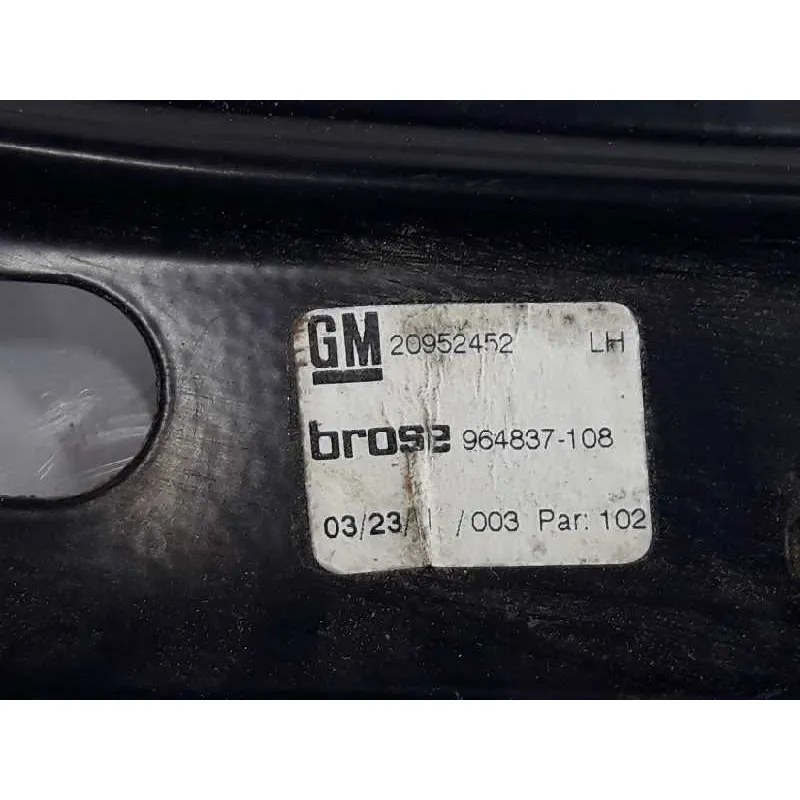 GM 20952452 LH
brose 964837-108
03/23/ /003 Par: 102